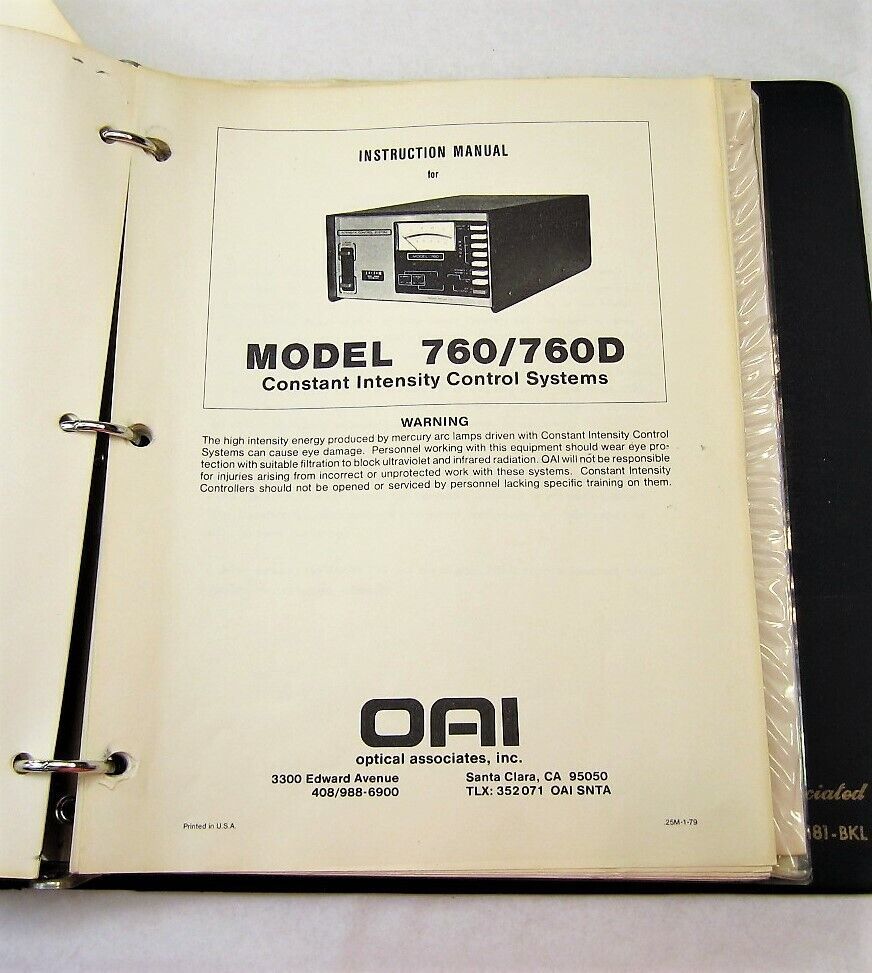 INSTRUCTION MANUAL
for
MODEL 760
MODEL 760/760D
Constant Intensity Control Systems
WARNING
The high intensity energy produced by mercury arc lamps driven with Constant Intensity Control
Systems can cause eye damage. Personnel working with this equipment should wear eye pro-
tection with suitable filtration to block ultraviolet and infrared radiation. OAI will not be responsible
for injuries arising from incorrect or unprotected work with these systems. Constant Intensity
Controllers should not be opened or serviced by personnel lacking specific training on them.
OAI
optical associates, inc.
3300 Edward Avenue Santa Clara, CA 95050
408/988-6900 TLX: 352071 OAI SNTA
Printed in U.S.A. .25M-1-79
ciated
181-BKL